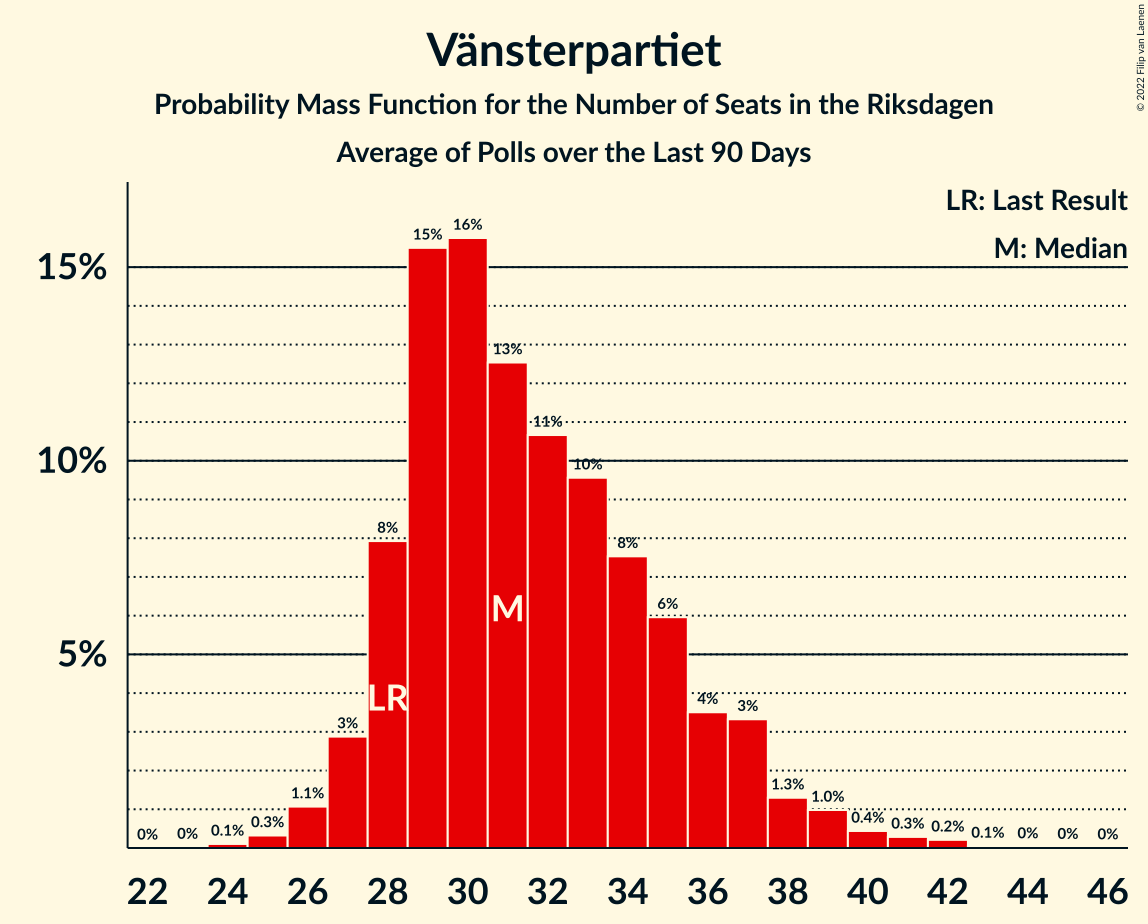 Vänsterpartiet
Probability Mass Function for the Number of Seats in the Riksdagen
Average of Polls over the Last 90 Days
© 2022 Filip van Laenen
LR: Last Result
M: Median
15%
10%
5%
0% 0% 0.1% 0.3% 1.1% 3% 8% 15% 16% 13% 11% 10% 8% 6% 4% 3% 1.3% 1.0% 0.4% 0.3% 0.2% 0.1% 0% 0% 0%
LR
M
22 24 26 28 30 32 34 36 38 40 42 44 46